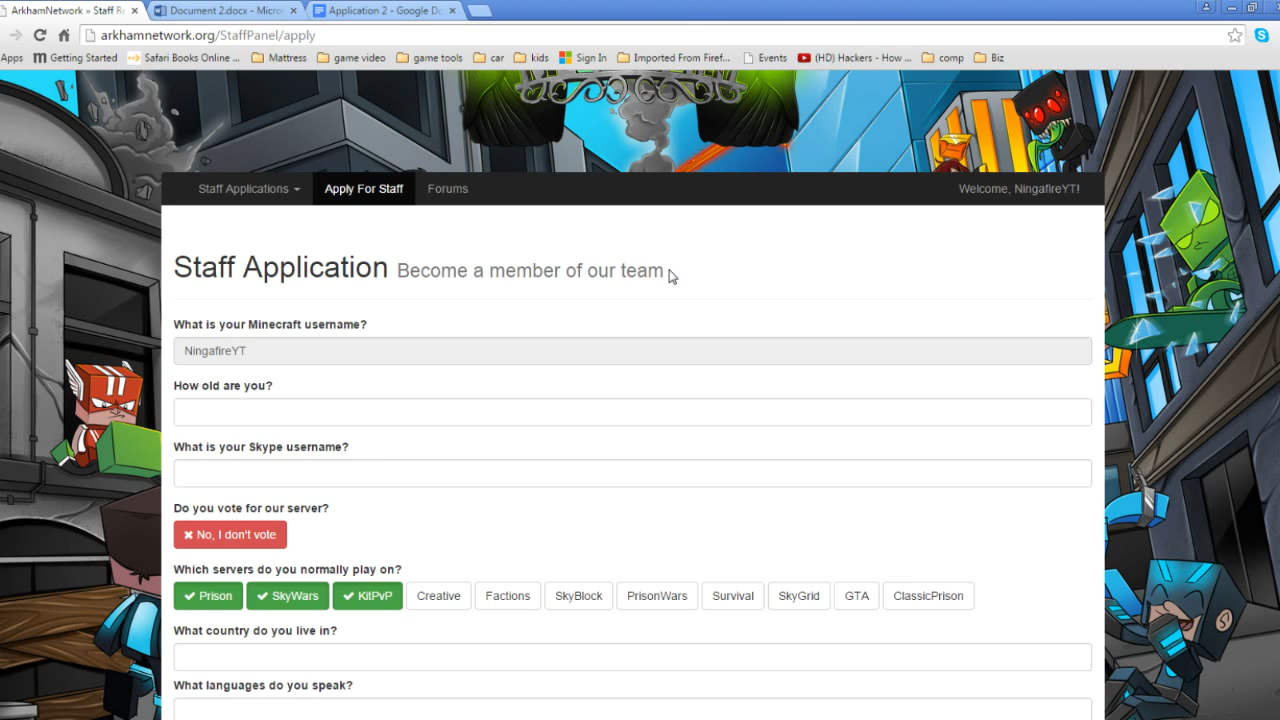 ArkhamNetwork » Staff R
Document 2.docx - Micro
Application 2 - Google Do
arkhamnetwork.org/StaffPanel/apply
Apps
Getting Started
Safari Books Online ...
Mattress
game video
game tools
car
kids
Sign In
Imported From Firef...
Events
(HD) Hackers - How ...
comp
Biz
Staff Applications
Apply For Staff
Forums
Welcome, NingafireYT!
Staff Application Become a member of our team
What is your Minecraft username?
NingafireYT
How old are you?
What is your Skype username?
Do you vote for our server?
No, I don't vote
Which servers do you normally play on?
Prison
SkyWars
KitPvP
Creative
Factions
SkyBlock
PrisonWars
Survival
SkyGrid
GTA
ClassicPrison
What country do you live in?
What languages do you speak?